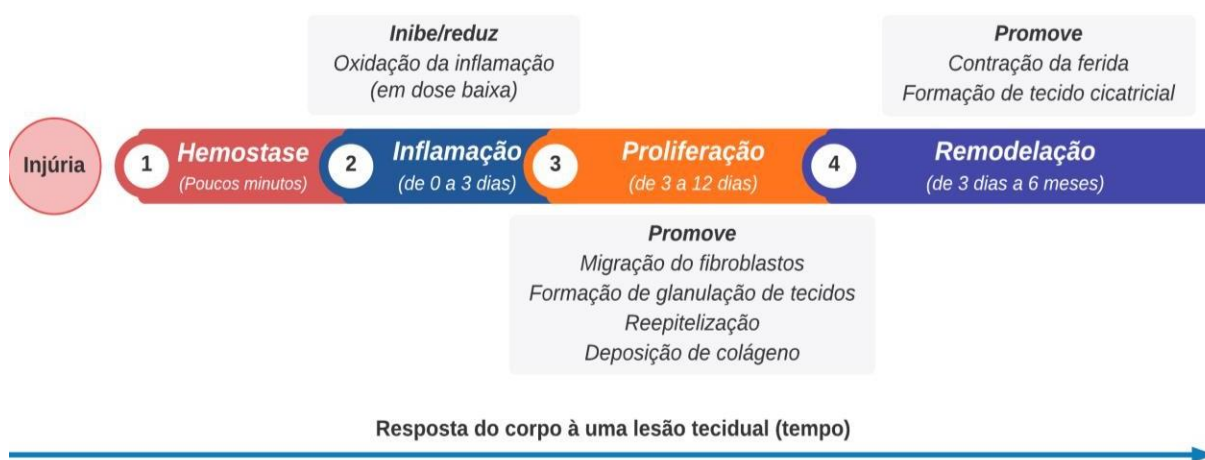 Inibe/reduz
Oxidação da inflamação
(em dose baixa)
Promove
Contração da ferida
Formação de tecido cicatricial
Injúria
1
Hemostase
(Poucos minutos)
2
Inflamação
(de 0 a 3 dias)
3
Proliferação
(de 3 a 12 dias)
4
Remodelação
(de 3 dias a 6 meses)
Promove
Migração do fibroblastos
Formação de glanulação de tecidos
Reepitelização
Deposição de colágeno
Resposta do corpo à uma lesão tecidual (tempo)